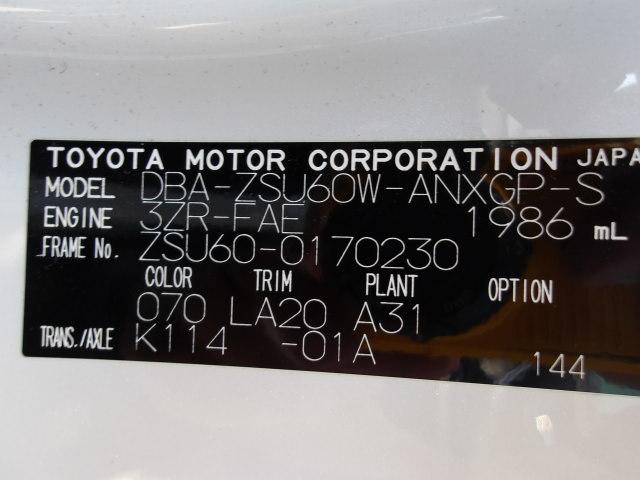 TOYOTA MOTOR CORPORATION JAPA
MODEL DBA-ZSU60W-ANXGP-S
ENGINE 3ZR-FAE 1986 mL
FRAME No. ZSU60-0170230
COLOR TRIM PLANT OPTION
070 LA20 A31
TRANS./AXLE K114 -01A
144